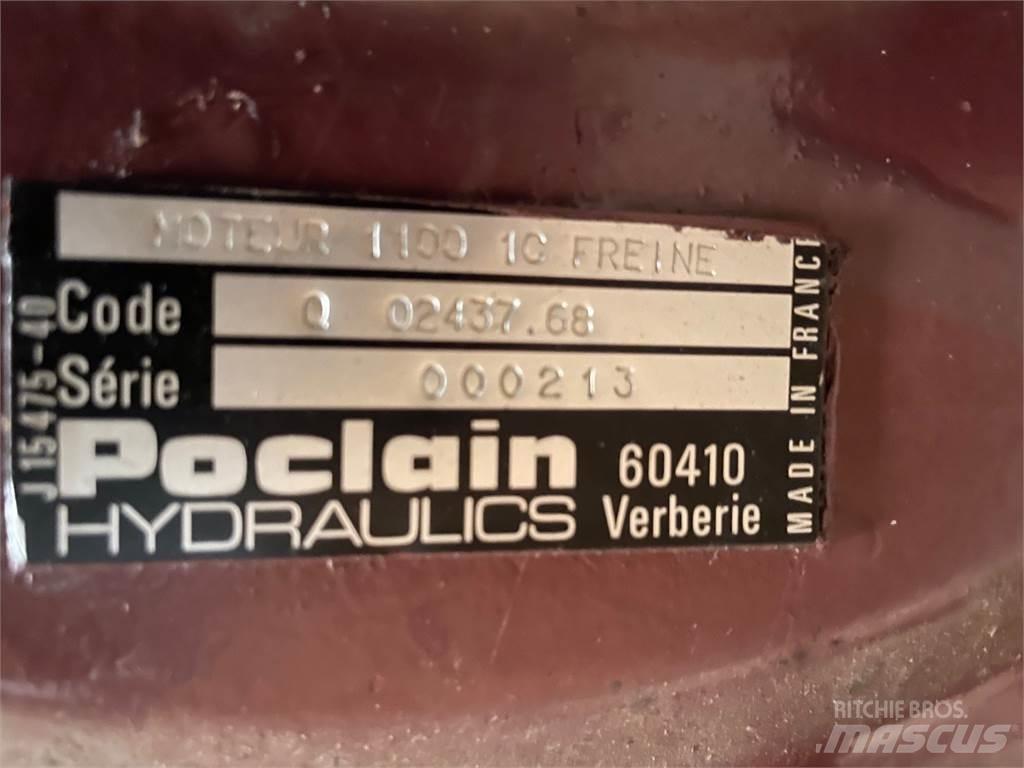 MOTEUR 1100 1C FREINE
Code Q 02437.68
Série 000213
Poclain
HYDRAULICS
60410
Verberie
MADE IN FRANCE
J15475-40
RITCHIE BROS.
MASCUS